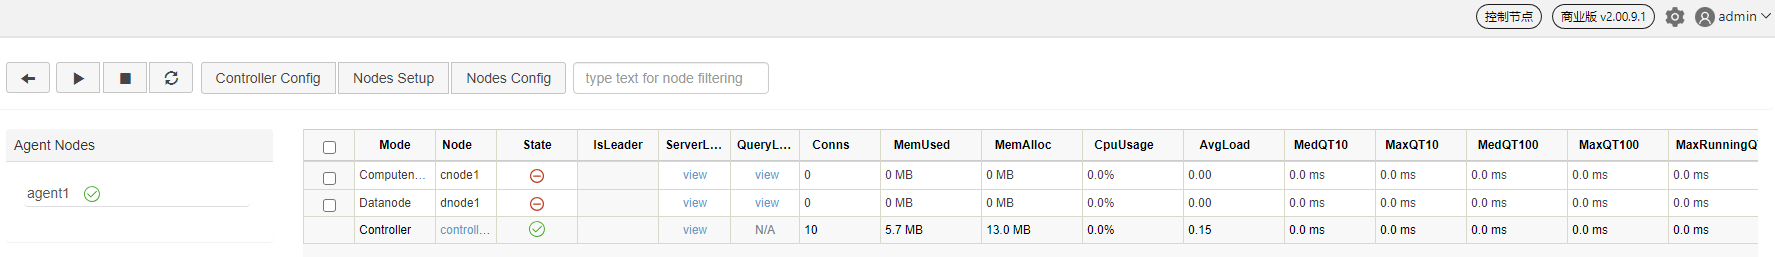 控制节点 商业版 v2.00.9.1 admin
Controller Config Nodes Setup Nodes Config type text for node filtering
Agent Nodes
agent1
Mode Node State IsLeader ServerL... QueryL... Conns MemUsed MemAlloc CpuUsage AvgLoad MedQT10 MaxQT10 MedQT100 MaxQT100 MaxRunningQ
Computen... cnode1 view view 0 0 MB 0 MB 0.0% 0.00 0.0 ms 0.0 ms 0.0 ms 0.0 ms 0.0 ms
Datanode dnode1 view view 0 0 MB 0 MB 0.0% 0.00 0.0 ms 0.0 ms 0.0 ms 0.0 ms 0.0 ms
Controller controll... view N/A 10 5.7 MB 13.0 MB 0.0% 0.15 0.0 ms 0.0 ms 0.0 ms 0.0 ms 0.0 ms